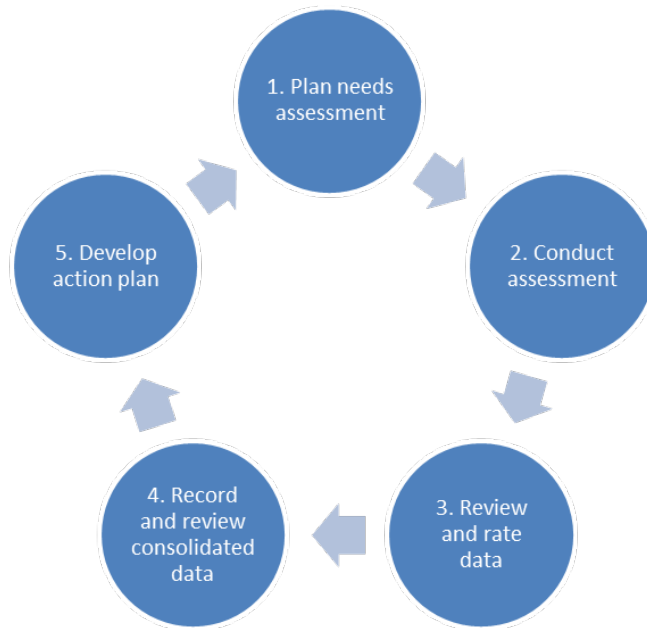 1. Plan needs
assessment
2. Conduct
assessment
3. Review
and rate
data
4. Record
and review
consolidated
data
5. Develop
action plan